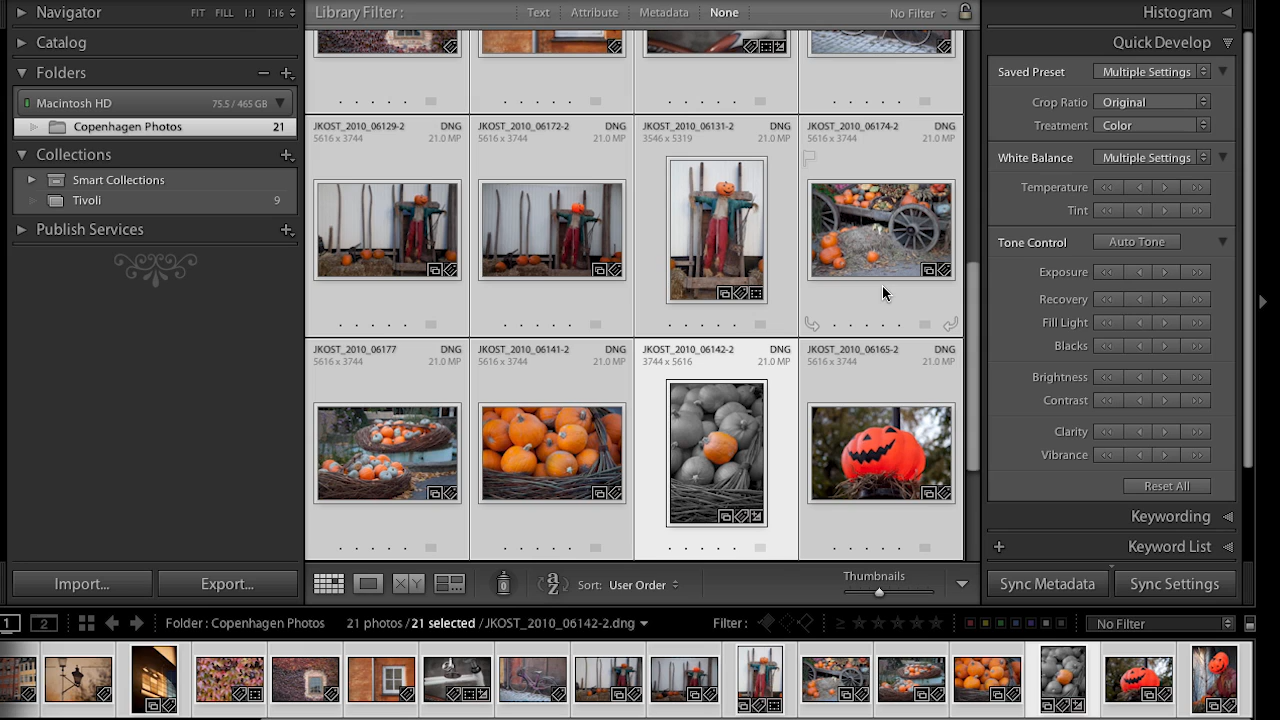 Navigator FIT FILL 1:1 1:16
Library Filter : Text Attribute Metadata None No Filter
Histogram
Catalog
Quick Develop
Folders
Saved Preset Multiple Settings
Macintosh HD 75.5 / 465 GB
Crop Ratio Original
Copenhagen Photos 21
Treatment Color
JKOST_2010_06129-2 DNG
5616 x 3744 21.0 MP
JKOST_2010_06172-2 DNG
5616 x 3744 21.0 MP
JKOST_2010_06131-2 DNG
3546 x 5319 21.0 MP
JKOST_2010_06174-2 DNG
5616 x 3744 21.0 MP
Collections
White Balance Multiple Settings
Smart Collections
Temperature
Tivoli 9
Tint
Publish Services
Tone Control Auto Tone
Exposure
Recovery
Fill Light
Blacks
JKOST_2010_06177 DNG
5616 x 3744 21.0 MP
JKOST_2010_06141-2 DNG
5616 x 3744 21.0 MP
JKOST_2010_06142-2 DNG
3744 x 5616 21.0 MP
JKOST_2010_06165-2 DNG
5616 x 3744 21.0 MP
Brightness
Contrast
Clarity
Vibrance
Reset All
Keywording
Keyword List
Import... Export...
X Y
a z
Sort: User Order
Thumbnails
Sync Metadata Sync Settings
1 2 Folder : Copenhagen Photos 21 photos / 21 selected / JKOST_2010_06142-2.dng Filter : ≥ No Filter